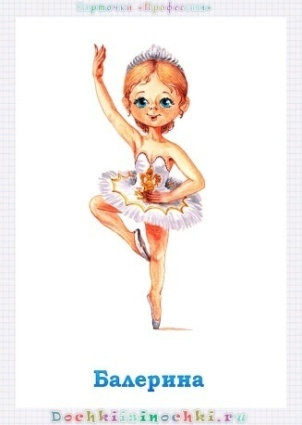 Карточки «Профессии»
Балерина
Dochkiisinochki.ru